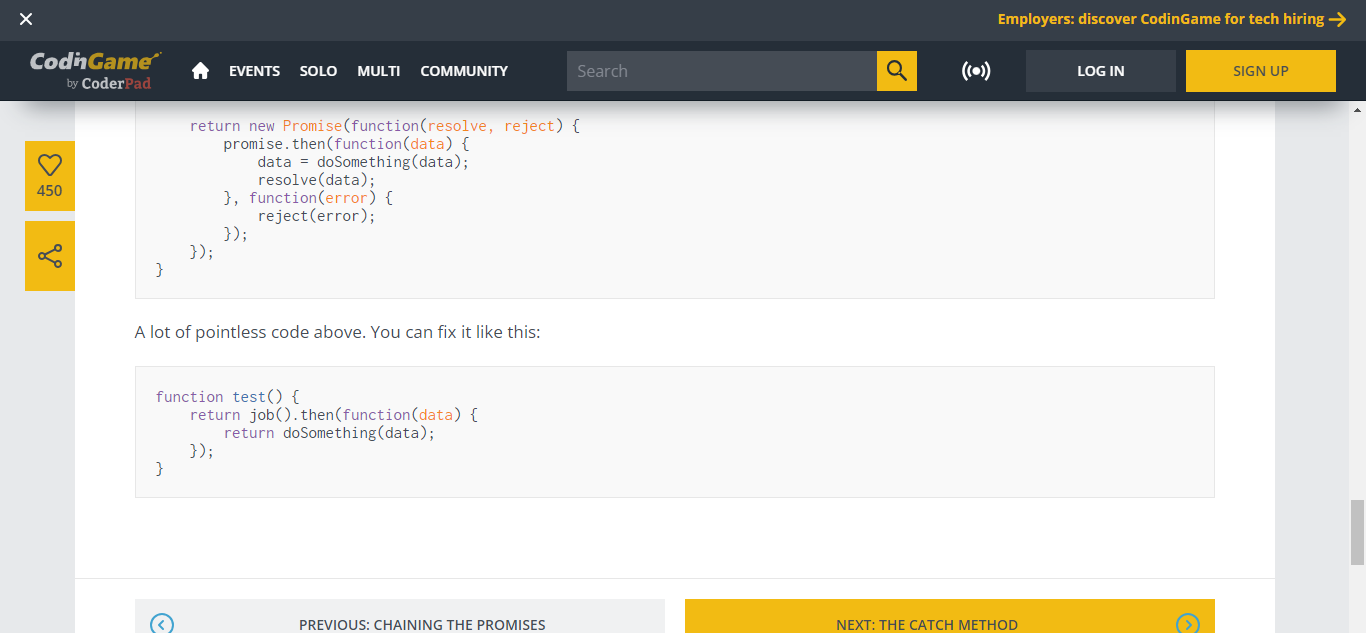 Employers: discover CodinGame for tech hiring
CodinGame
by CoderPad
EVENTS
SOLO
MULTI
COMMUNITY
Search
LOG IN
SIGN UP
450
return new Promise(function(resolve, reject) {
promise.then(function(data) {
data = doSomething(data);
resolve(data);
}, function(error) {
reject(error);
});
});
}
A lot of pointless code above. You can fix it like this:
function test() {
return job().then(function(data) {
return doSomething(data);
});
}
PREVIOUS: CHAINING THE PROMISES
NEXT: THE CATCH METHOD